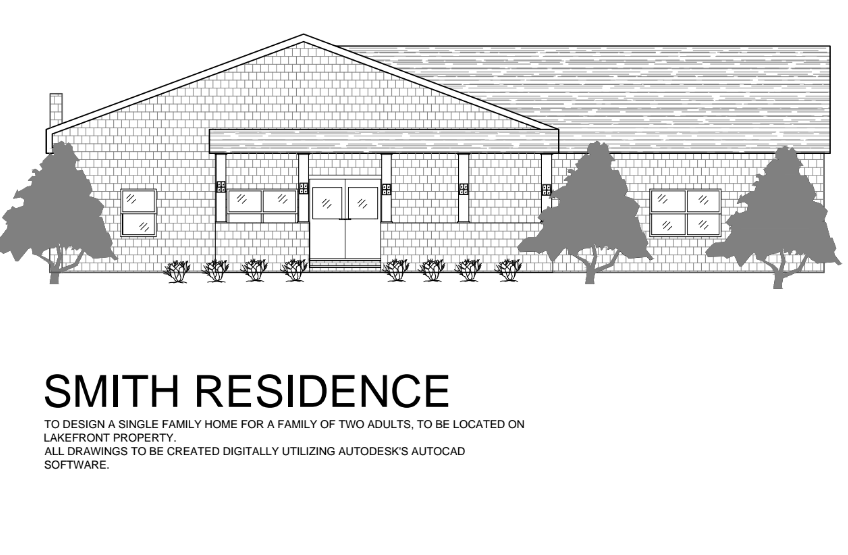 SMITH RESIDENCE
TO DESIGN A SINGLE FAMILY HOME FOR A FAMILY OF TWO ADULTS, TO BE LOCATED ON
LAKEFRONT PROPERTY.
ALL DRAWINGS TO BE CREATED DIGITALLY UTILIZING AUTODESK'S AUTOCAD
SOFTWARE.